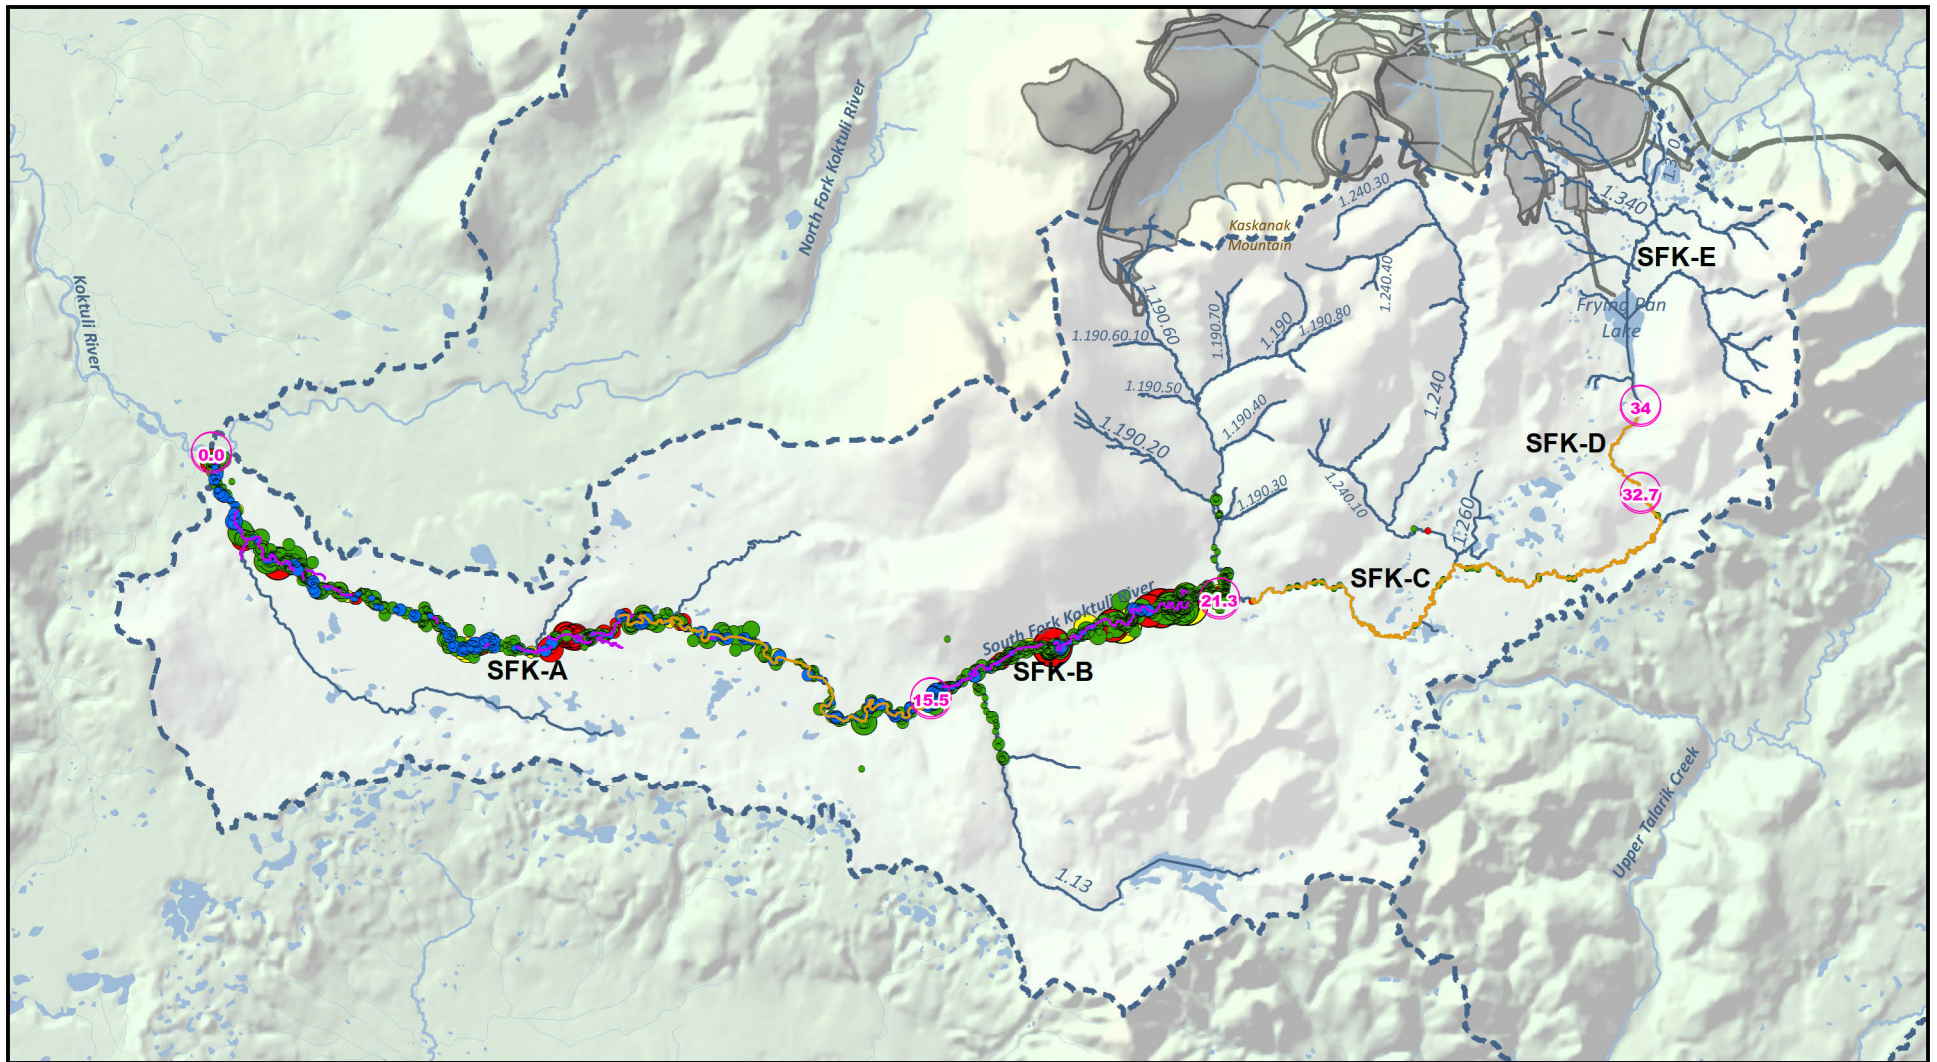 North Fork Koktuli River
Koktuli River
1.240.30
Kaskanak
Mountain
1.310
1.340
SFK-E
Frying Pan
Lake
1.190.60
1.190.60.10
1.190.70
1.190
1.190.80
1.240.40
1.190.50
1.190.40
1.190.20
1.240
34
SFK-D
0.0
1.190.30
1.240.10
32.7
1.260
SFK-C
21.3
South Fork Koktuli River
SFK-A
SFK-B
15.5
Upper Talarik Creek
1.13